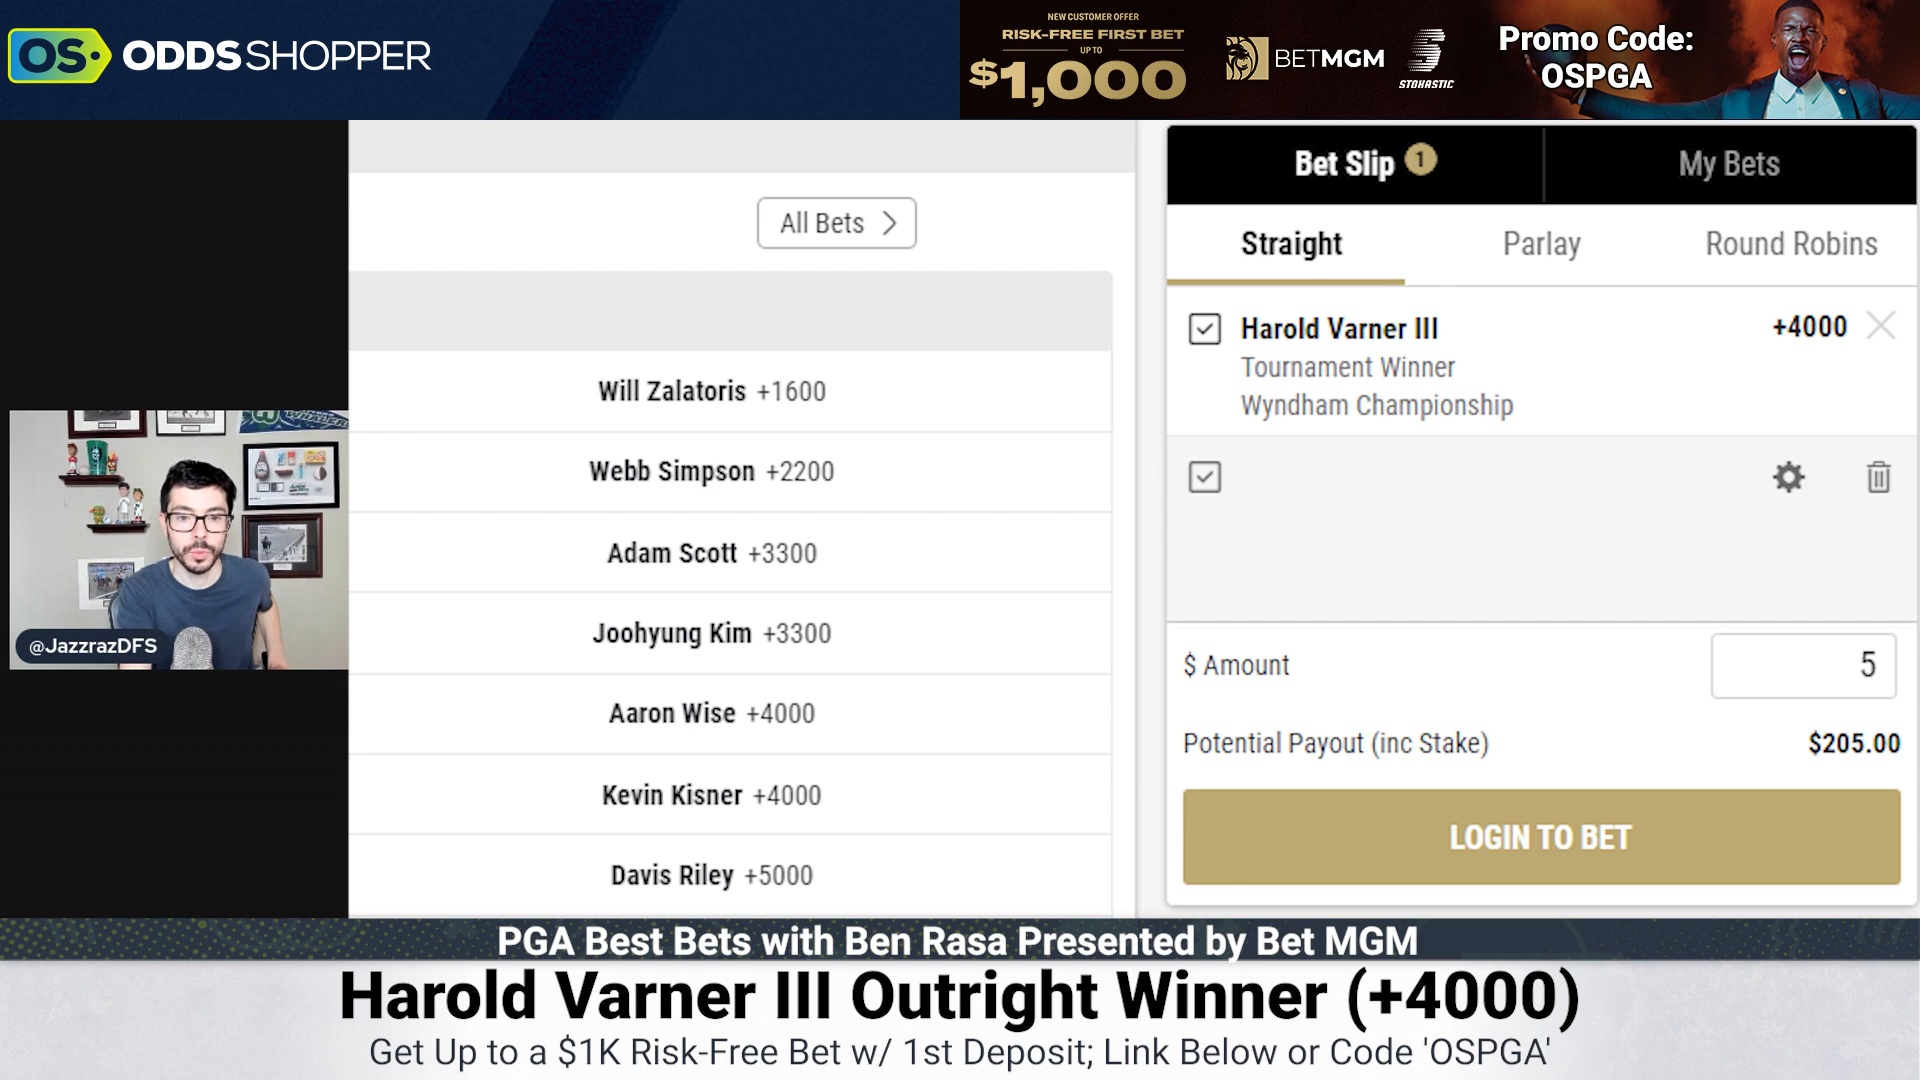 OS ODDSSHOPPER
NEW CUSTOMER OFFER
RISK-FREE FIRST BET
UP TO
$1,000
BETMGM
STOKASTIC
Promo Code:
OSPGA
All Bets
Will Zalatoris +1600
Webb Simpson +2200
Adam Scott +3300
Joohyung Kim +3300
Aaron Wise +4000
Kevin Kisner +4000
Davis Riley +5000
@JazzrazDFS
Bet Slip 1
My Bets
Straight
Parlay
Round Robins
Harold Varner III +4000
Tournament Winner
Wyndham Championship
$ Amount 5
Potential Payout (inc Stake) $205.00
LOGIN TO BET
PGA Best Bets with Ben Rasa Presented by Bet MGM
Harold Varner III Outright Winner (+4000)
Get Up to a $1K Risk-Free Bet w/ 1st Deposit; Link Below or Code 'OSPGA'